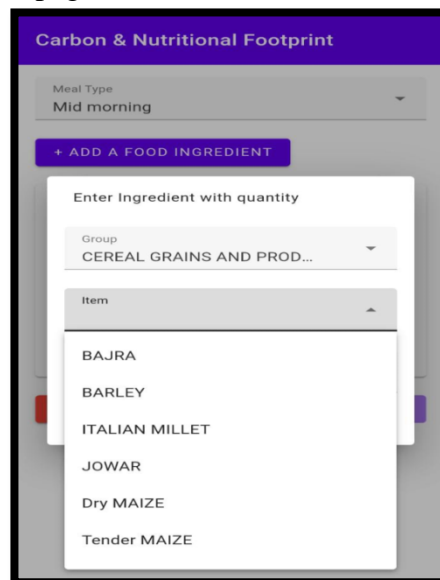 Carbon & Nutritional Footprint
Meal Type
Mid morning
+ ADD A FOOD INGREDIENT
Enter Ingredient with quantity
Group
CEREAL GRAINS AND PROD...
Item
BAJRA
BARLEY
ITALIAN MILLET
JOWAR
Dry MAIZE
Tender MAIZE